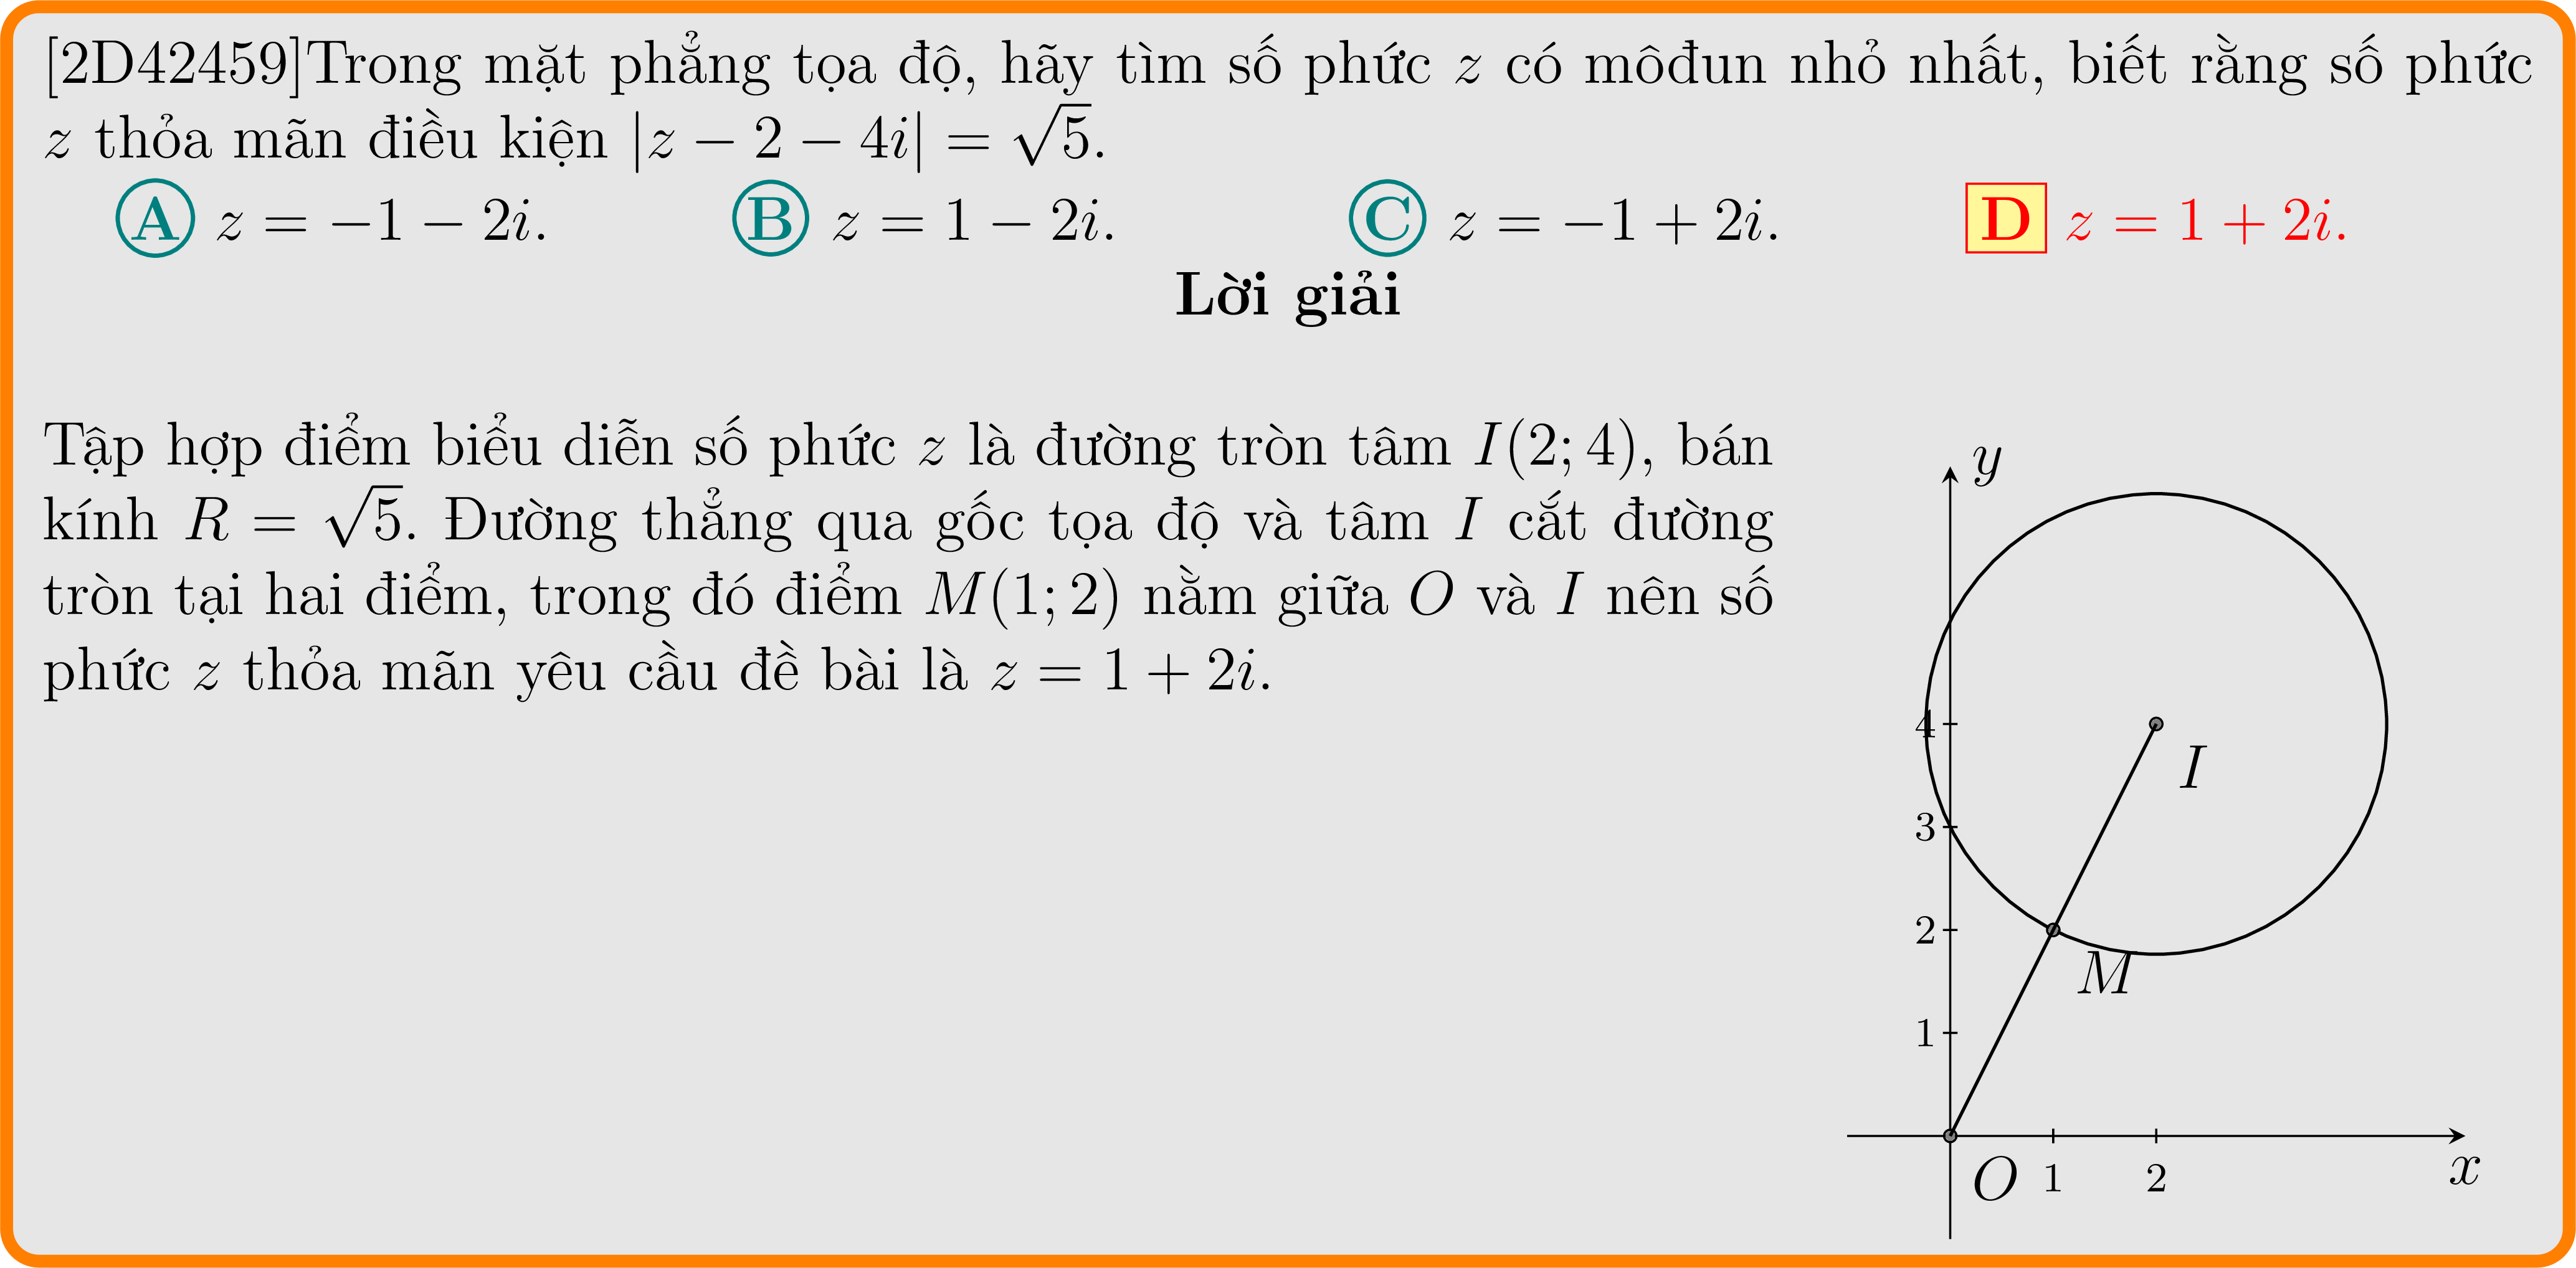 [2D42459]Trong mặt phẳng tọa độ, hãy tìm số phức z có môđun nhỏ nhất, biết rằng số phức
z thỏa mãn điều kiện |z − 2 − 4i| = √5.
A z = −1 − 2i. B z = 1 − 2i. C z = −1 + 2i. D z = 1 + 2i.
Lời giải
Tập hợp điểm biểu diễn số phức z là đường tròn tâm I(2; 4), bán
kính R = √5. Đường thẳng qua gốc tọa độ và tâm I cắt đường
tròn tại hai điểm, trong đó điểm M(1; 2) nằm giữa O và I nên số
phức z thỏa mãn yêu cầu đề bài là z = 1 + 2i.
y
4
I
3
2
M
1
O 1 2 x